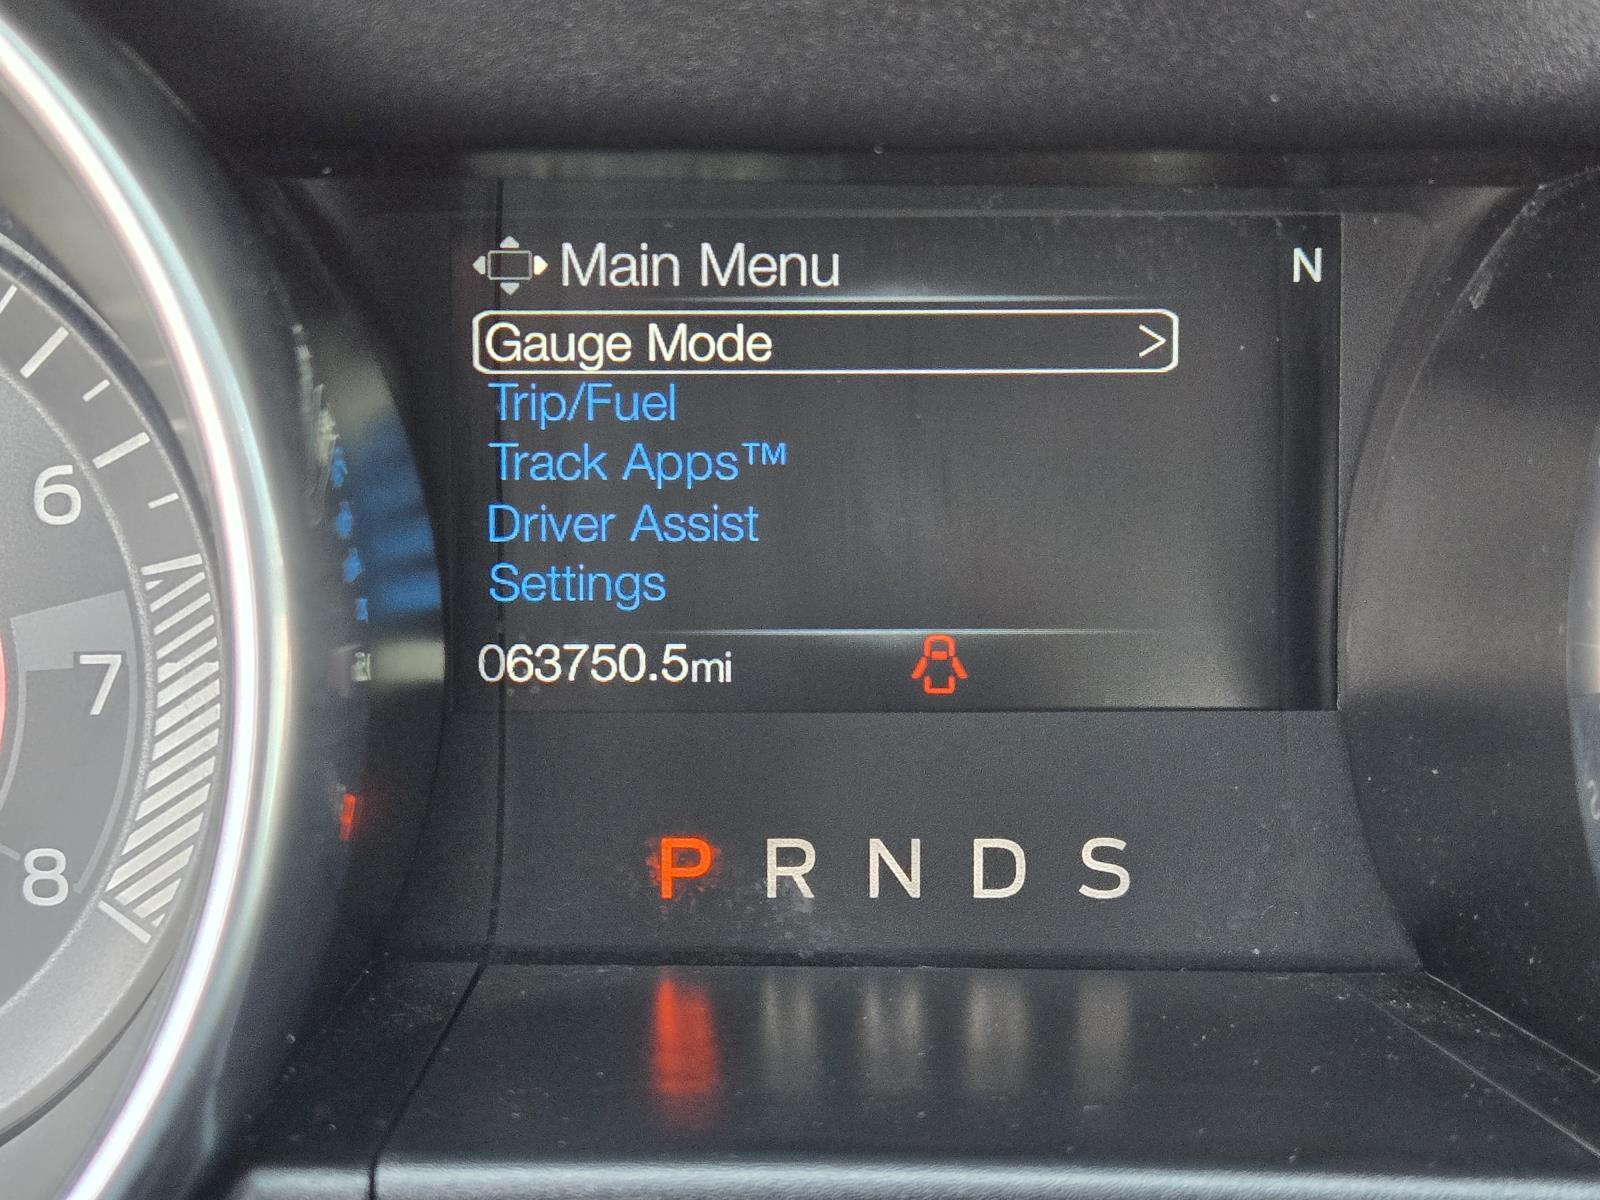 Main Menu N
Gauge Mode >
Trip/Fuel
Track Apps™
Driver Assist
Settings
063750.5mi
P R N D S
6
7
8